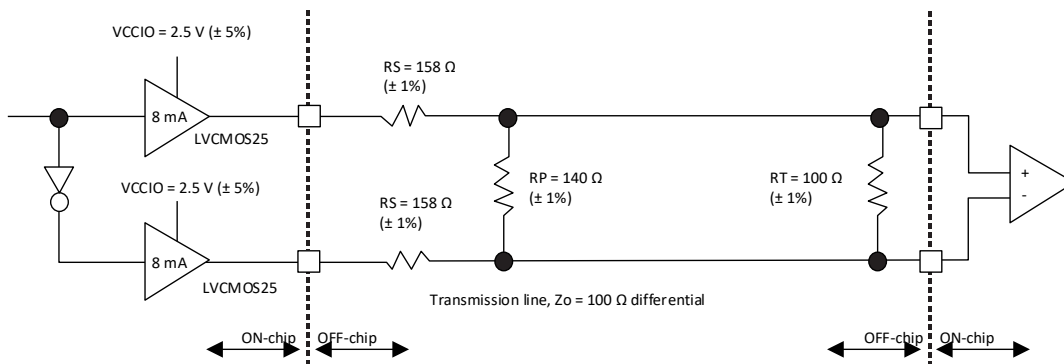 VCCIO = 2.5 V (± 5%)
8 mA
LVCMOS25
VCCIO = 2.5 V (± 5%)
8 mA
LVCMOS25
RS = 158 Ω
(± 1%)
RS = 158 Ω
(± 1%)
RP = 140 Ω
(± 1%)
RT = 100 Ω
(± 1%)
+
-
Transmission line, Zo = 100 Ω differential
ON-chip
OFF-chip
OFF-chip
ON-chip